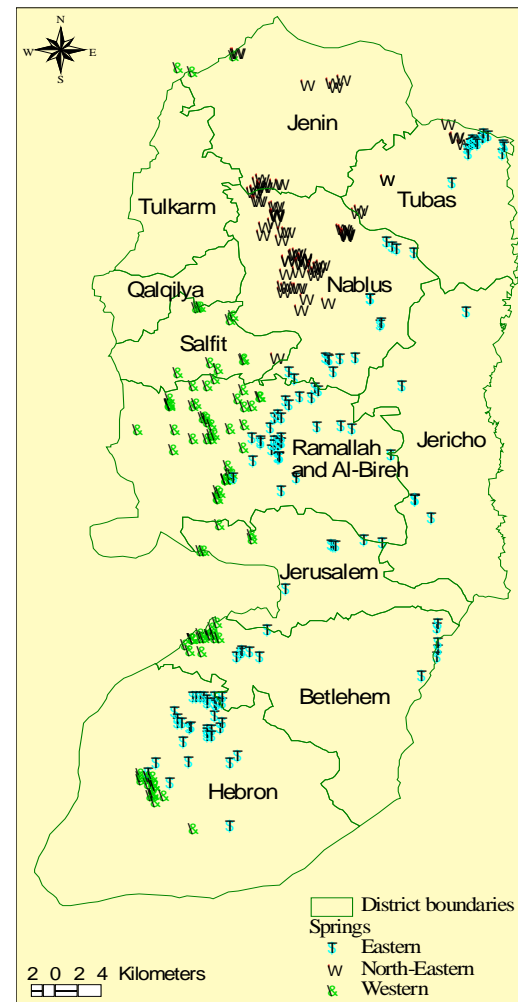 N
W E
S
Jenin
Tubas
Tulkarm
Nablus
Qalqilya
Salfit
Jericho
Ramallah
and Al-Bireh
Jerusalem
Betlehem
Hebron
District boundaries
Springs
T Eastern
W North-Eastern
& Western
2 0 2 4 Kilometers